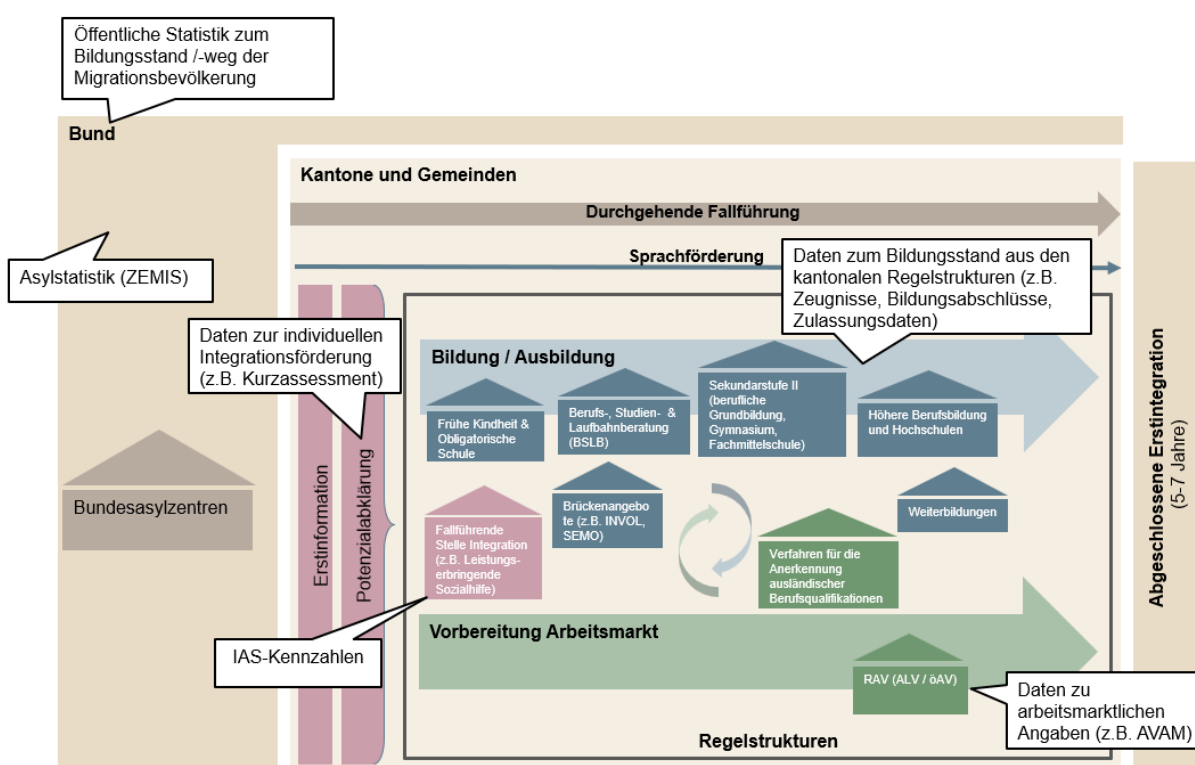 Öffentliche Statistik zum
Bildungsstand /-weg der
Migrationsbevölkerung
Bund
Kantone und Gemeinden
Durchgehende Fallführung
Sprachförderung
Asylstatistik (ZEMIS)
Daten zum Bildungsstand aus den
kantonalen Regelstrukturen (z.B.
Zeugnisse, Bildungsabschlüsse,
Zulassungsdaten)
Daten zur individuellen
Integrationsförderung
(z.B. Kurzassessment)
Bildung / Ausbildung
Frühe Kindheit &
Obligatorische
Schule
Berufs-, Studien- &
Laufbahnberatung
(BSLB)
Sekundarstufe II
(berufliche
Grundbildung,
Gymnasium,
Fachmittelschule)
Höhere Berufsbildung
und Hochschulen
Bundesasylzentren
Erstinformation
Potenzialabklärung
Fallführende
Stelle Integration
(z.B. Leistungs-
erbringende
Sozialhilfe)
Brückenangebo
te (z.B. INVOL,
SEMO)
Verfahren für die
Anerkennung
ausländischer
Berufsqualifikationen
Weiterbildungen
Vorbereitung Arbeitsmarkt
IAS-Kennzahlen
RAV (ALV / öAV)
Daten zu
arbeitsmarktlichen
Angaben (z.B. AVAM)
Regelstrukturen
Abgeschlossene Erstintegration
(5-7 Jahre)